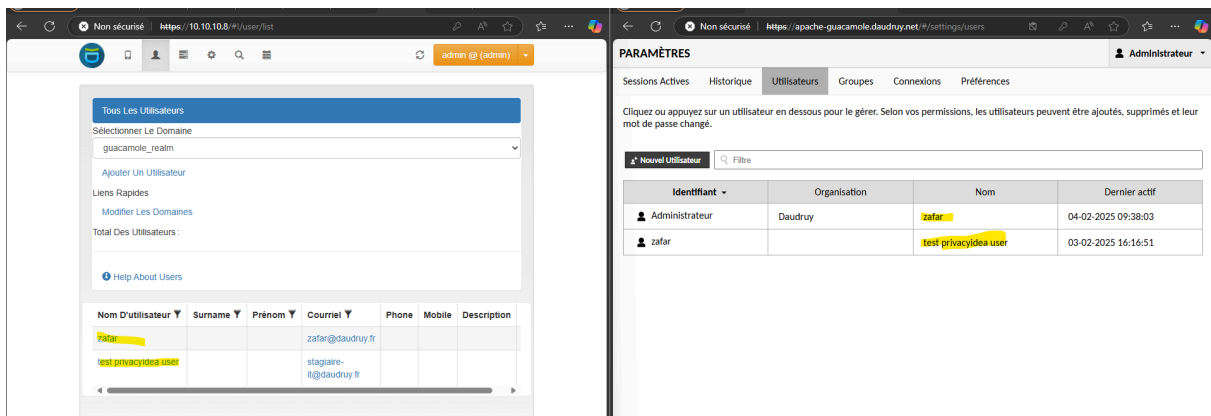 Non sécurisé https://10.10.10.8/#!/user/list
admin @ (admin)
Tous Les Utilisateurs
Sélectionner Le Domaine
guacamole_realm
Ajouter Un Utilisateur
Liens Rapides
Modifier Les Domaines
Total Des Utilisateurs :
Help About Users
Nom D'utilisateur Surname Prénom Courriel Phone Mobile Description
zafar zafar@daudruy.fr
test privacyidea user stagiaire-
it@daudruy.fr
Non sécurisé https://apache-guacamole.daudruy.net/#/settings/users
PARAMÈTRES Administrateur
Sessions Actives Historique Utilisateurs Groupes Connexions Préférences
Cliquez ou appuyez sur un utilisateur en dessous pour le gérer. Selon vos permissions, les utilisateurs peuvent être ajoutés, supprimés et leur
mot de passe changé.
Nouvel Utilisateur Filtre
Identifiant Organisation Nom Dernier actif
Administrateur Daudruy zafar 04-02-2025 09:38:03
zafar test privacyidea user 03-02-2025 16:16:51